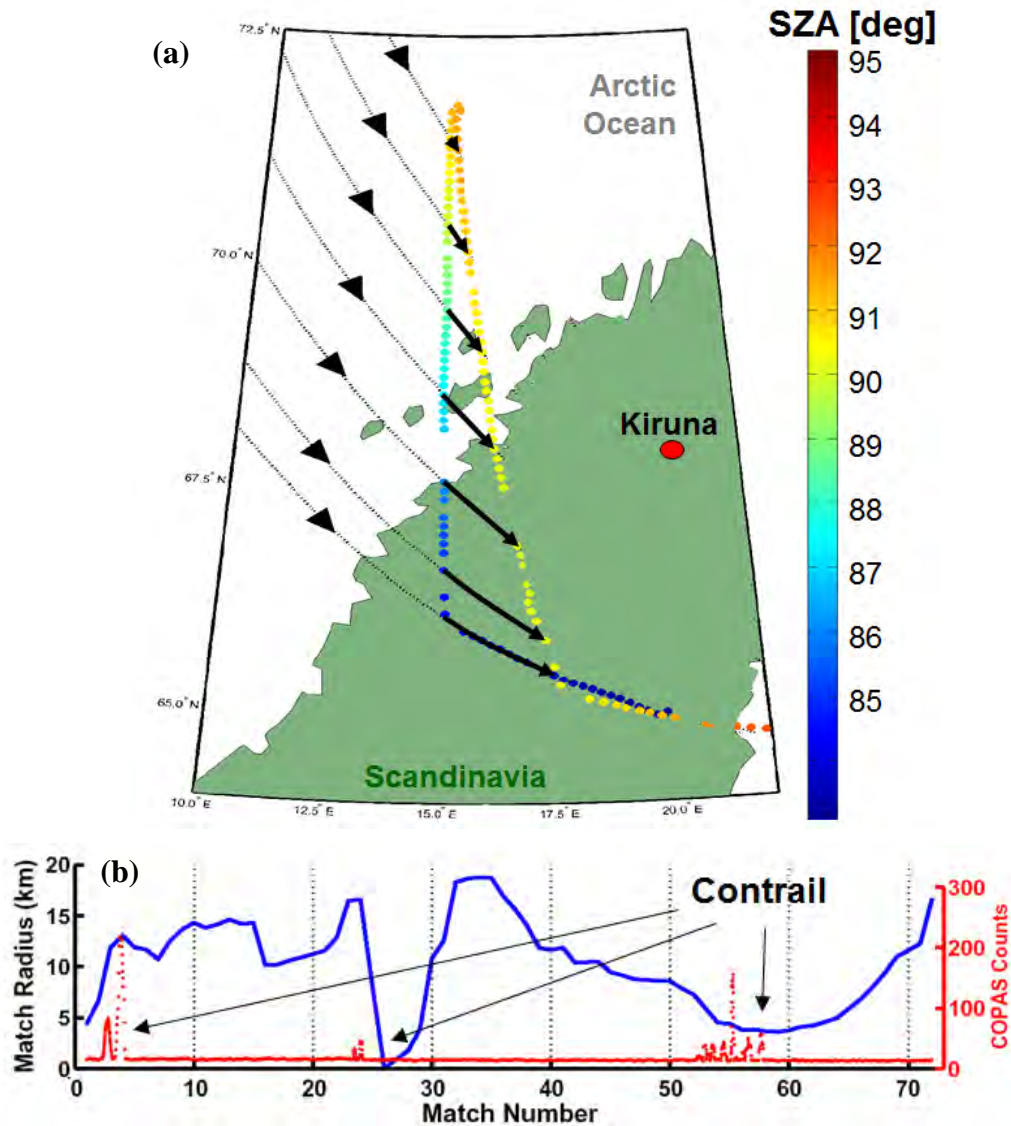 (a)
SZA [deg]
72.5° N
70.0° N
67.5° N
65.0° N
10.0° E
12.5° E
15.0° E
17.5° E
20.0° E
Arctic
Ocean
Kiruna
Scandinavia
95
94
93
92
91
90
89
88
87
86
85
(b)
Contrail
Match Radius (km)
20
15
10
5
0
COPAS Counts
300
200
100
0
0
10
20
30
40
50
60
70
Match Number